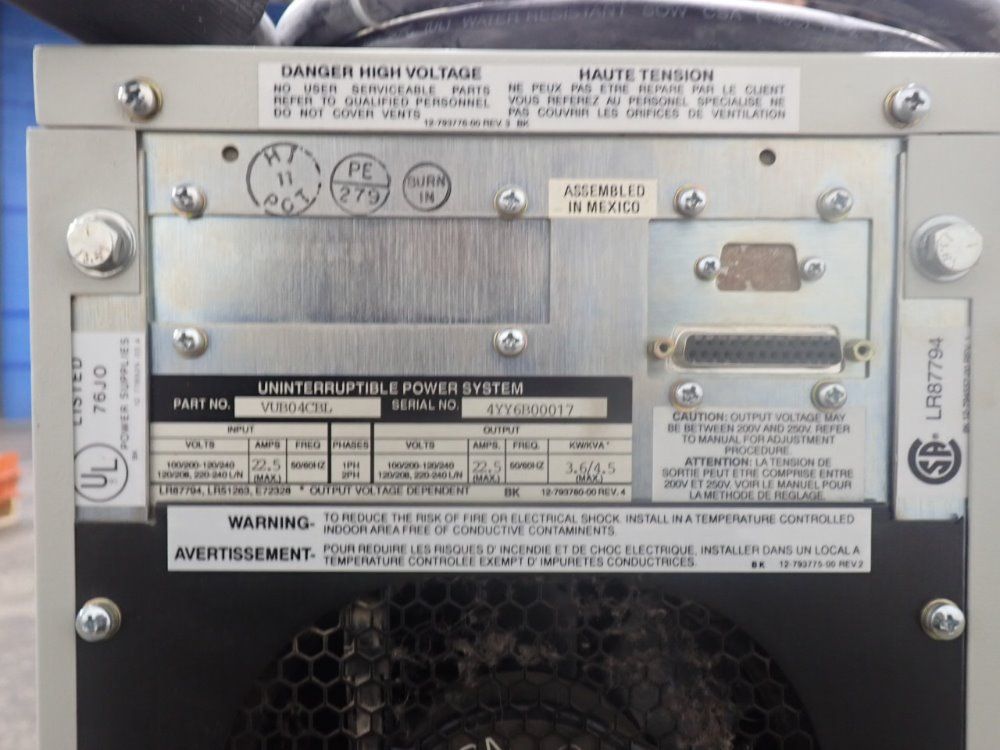 WATER RESISTANT SOW CSA
DANGER HIGH VOLTAGE
NO USER SERVICEABLE PARTS
REFER TO QUALIFIED PERSONNEL
DO NOT COVER VENTS
HAUTE TENSION
NE PEUX PAS ETRE REPARE PAR LE CLIENT
VOUS REFEREZ AU PERSONEL SPECIALISE NE
PAS COUVRIR LES ORIFICES DE VENTILATION
12-793778-00 REV. 3 BK
HI
11
POT
PE
279
BURN
IN
ASSEMBLED
IN MEXICO
LISTED
76JO
POWER SUPPLIES
UL
UNINTERRUPTIBLE POWER SYSTEM
PART NO. VUB04CBL SERIAL NO. 4YY6B00017
INPUT OUTPUT
VOLTS AMPS FREQ PHASES VOLTS AMPS. FREQ. KW/KVA*
100/200-120/240 22.5 50/60HZ 1PH 100/200-120/240 22.5 50/60HZ 3.6/4.5
120/208, 220-240 L/N (MAX.) 2PH 120/208, 220-240 L/N (MAX.) (MAX.)
LR87794, LR51263, E72328 * OUTPUT VOLTAGE DEPENDENT BK 12-793780-00 REV. 4
CAUTION: OUTPUT VOLTAGE MAY
BE BETWEEN 200V AND 250V. REFER
TO MANUAL FOR ADJUSTMENT
PROCEDURE.
ATTENTION: LA TENSION DE
SORTIE PEUT ETRE COMPRISE ENTRE
200V ET 250V. VOIR LE MANUEL POUR
LA METHODE DE REGLAGE.
LR87794
SA
WARNING- TO REDUCE THE RISK OF FIRE OR ELECTRICAL SHOCK INSTALL IN A TEMPERATURE CONTROLLED
INDOOR AREA FREE OF CONDUCTIVE CONTAMINENTS.
AVERTISSEMENT- POUR REDUIRE LES RISQUES D' INCENDIE ET DE CHOC ELECTRIQUE, INSTALLER DANS UN LOCAL A
TEMPERATURE CONTROLEE EXEMPT D' IMPURETES CONDUCTRICES.
BK 12-793775-00 REV.2